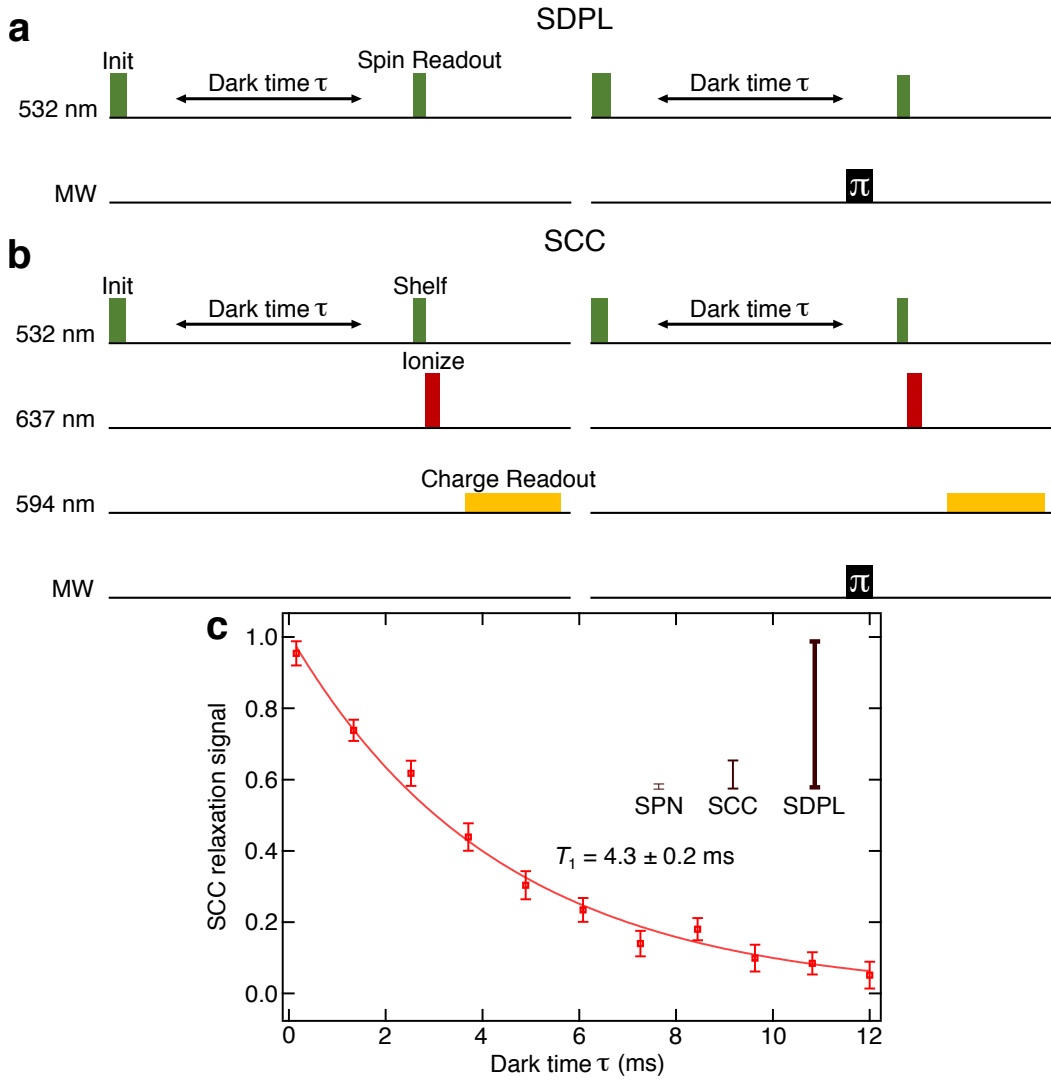 a
SDPL
Init
Dark time τ
Spin Readout
Dark time τ
532 nm
MW
π
b
SCC
Init
Dark time τ
Shelf
Dark time τ
532 nm
Ionize
637 nm
Charge Readout
594 nm
MW
π
c
SCC relaxation signal
1.0
0.8
0.6
0.4
0.2
0.0
SPN SCC SDPL
T1 = 4.3 ± 0.2 ms
0 2 4 6 8 10 12
Dark time τ (ms)